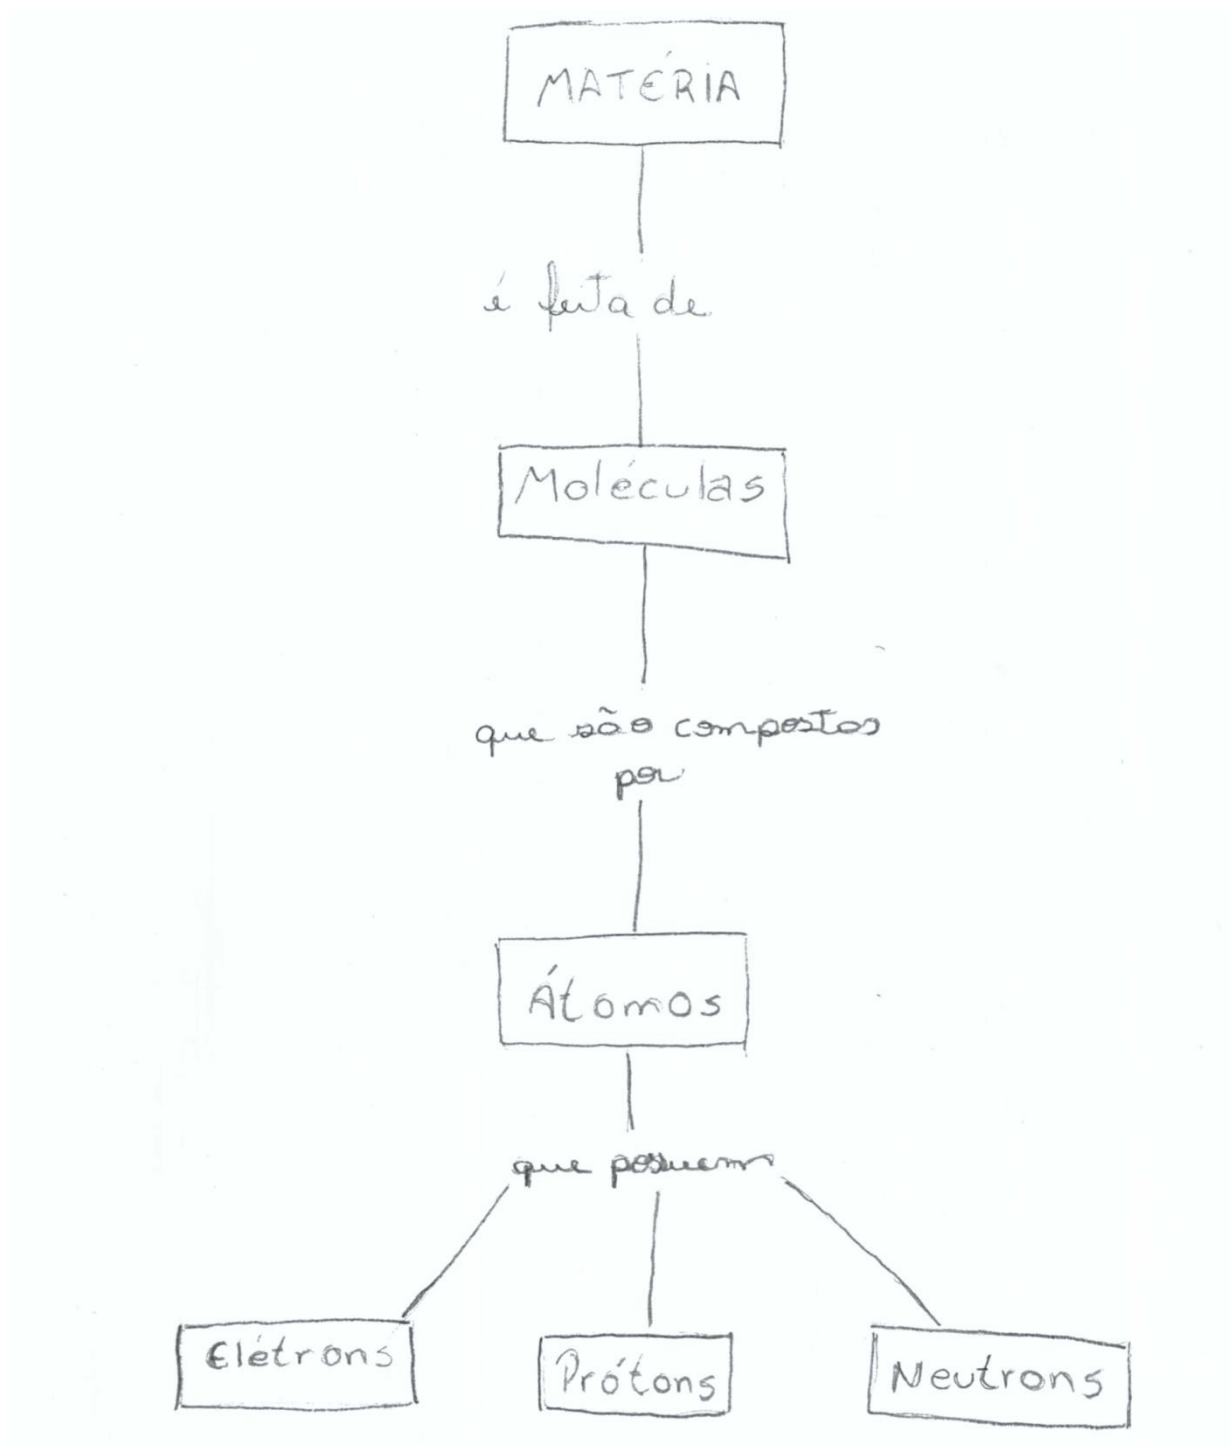 MATÉRIA
é feita de
Moléculas
que são compostos
por
Átomos
que possuem
Elétrons Prótons Neutrons